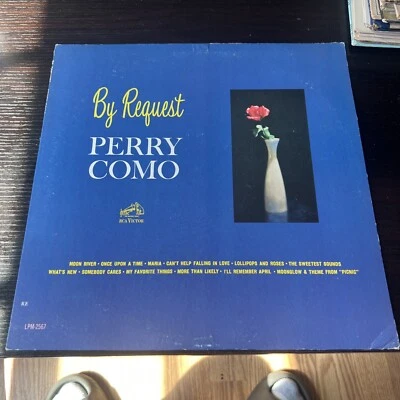 By Request
PERRY
COMO
RCA VICTOR
MOON RIVER • ONCE UPON A TIME • MARIA • CAN'T HELP FALLING IN LOVE • LOLLIPOPS AND ROSES • THE SWEETEST SOUNDS
WHAT'S NEW • SOMEBODY CARES • MY FAVORITE THINGS • MORE THAN LIKELY • I'LL REMEMBER APRIL • MOONGLOW & THEME FROM "PICNIC"
LPM-2567